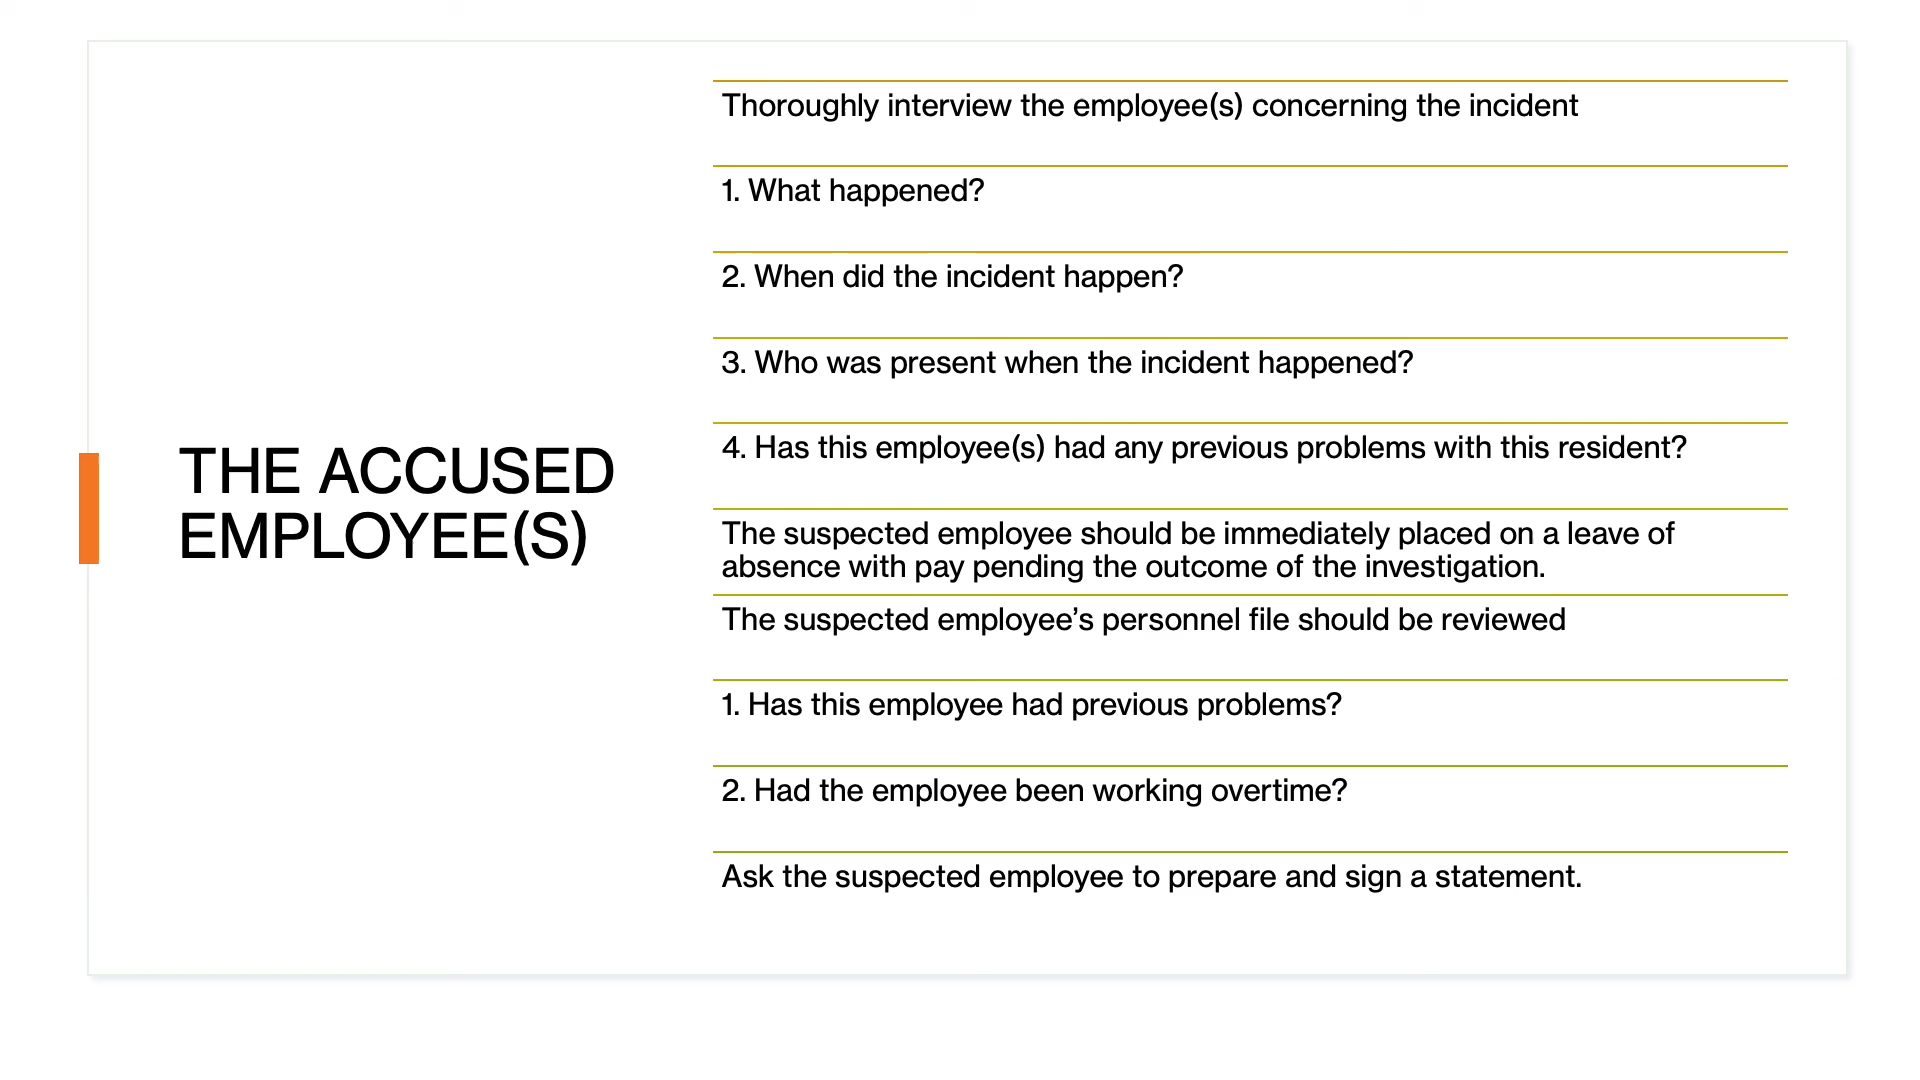 THE ACCUSED
EMPLOYEE(S)
Thoroughly interview the employee(s) concerning the incident
1. What happened?
2. When did the incident happen?
3. Who was present when the incident happened?
4. Has this employee(s) had any previous problems with this resident?
The suspected employee should be immediately placed on a leave of
absence with pay pending the outcome of the investigation.
The suspected employee’s personnel file should be reviewed
1. Has this employee had previous problems?
2. Had the employee been working overtime?
Ask the suspected employee to prepare and sign a statement.